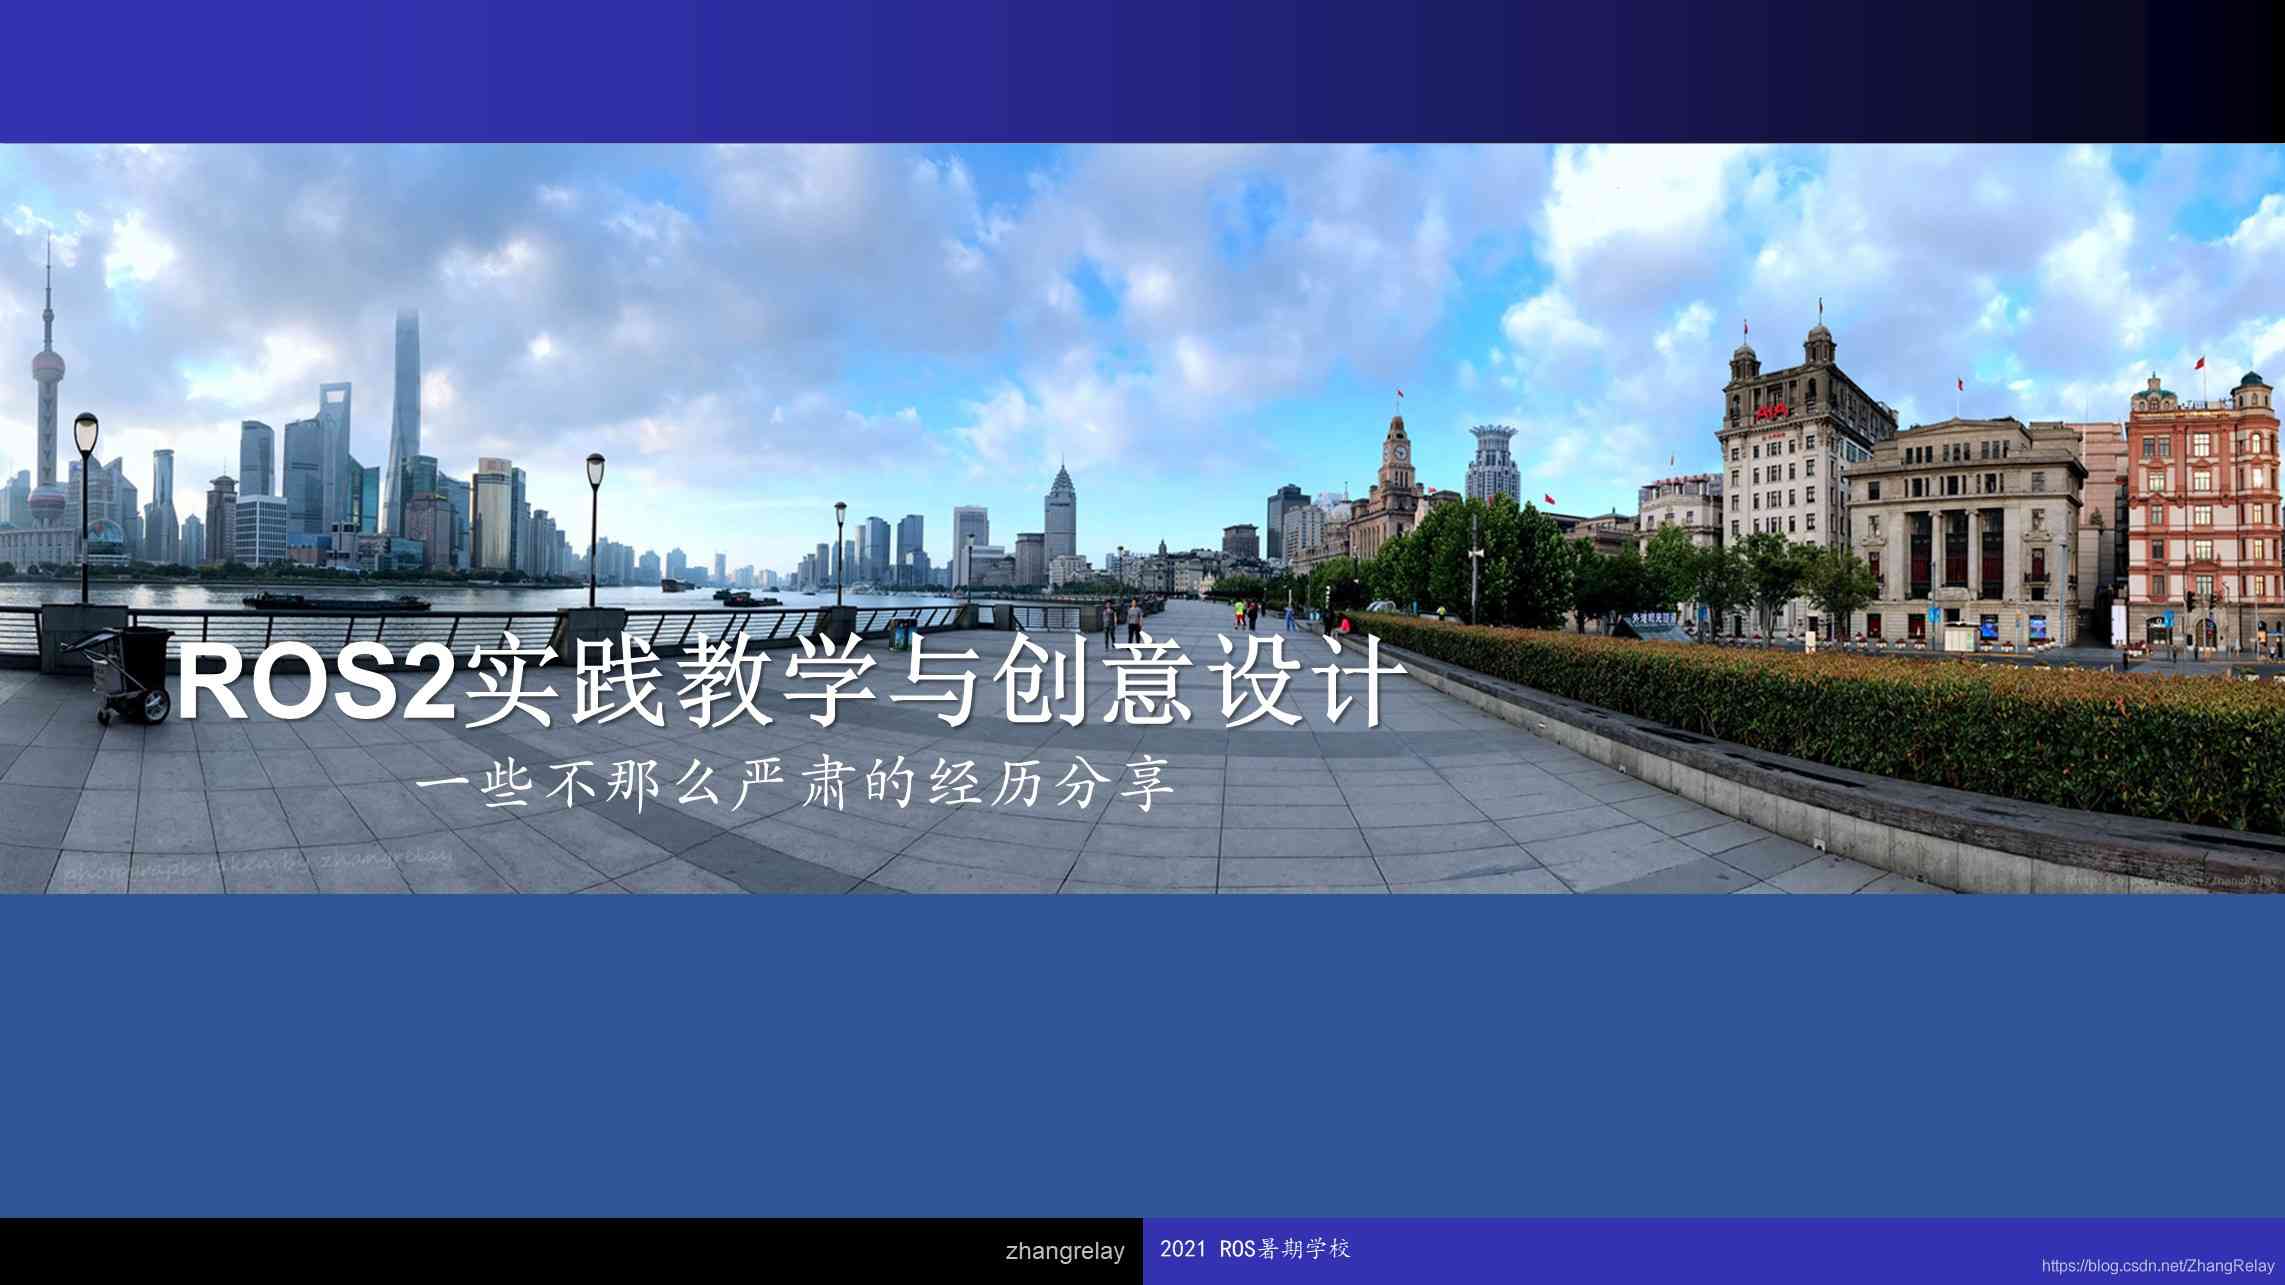 AIA
ROS2实践教学与创意设计
一些不那么严肃的经历分享
photograph taken by zhangrelay
zhangrelay
2021 ROS暑期学校
https://blog.csdn.net/ZhangRelay